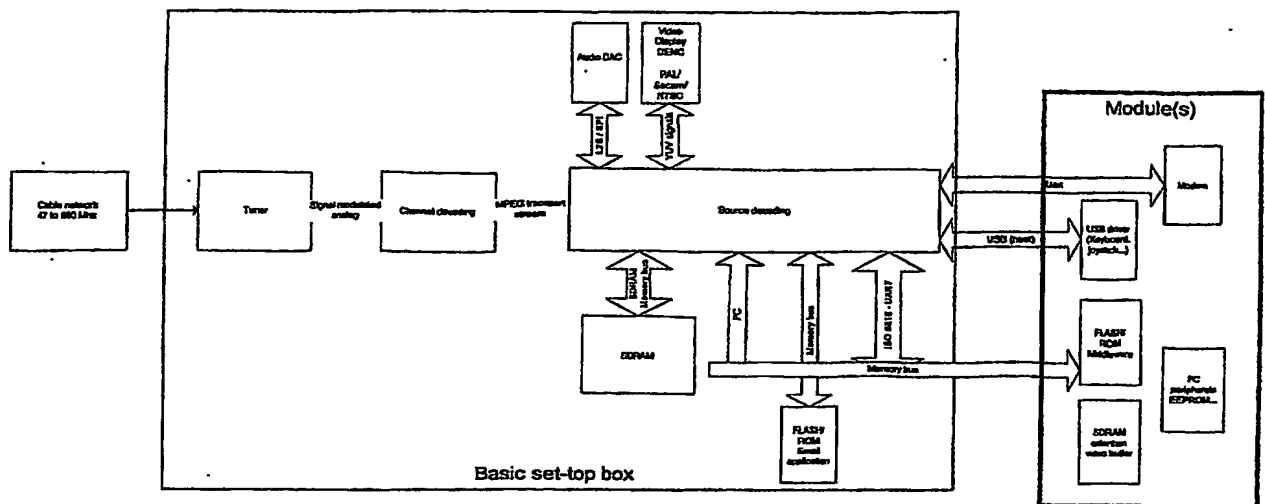 Audio DAC
Video
Display
DENC
PAL/
Secam/
NTSC
Module(s)
YUV signals
Cable network
47 to 860 MHz
Tuner
Signal modulated
analog
Channel decoding
MPEG transport
stream
Source decoding
Uart
Modem
USB (host)
USB driver
(Keyboard,
joystick...)
SDRAM
Memory bus
I²C
Memory bus
SDRAM
Memory bus
FLASH/
ROM
Middleware
I²C
peripherals
EEPROM...
FLASH/
ROM
Small
application
SDRAM
extention
video buffer
Basic set-top box